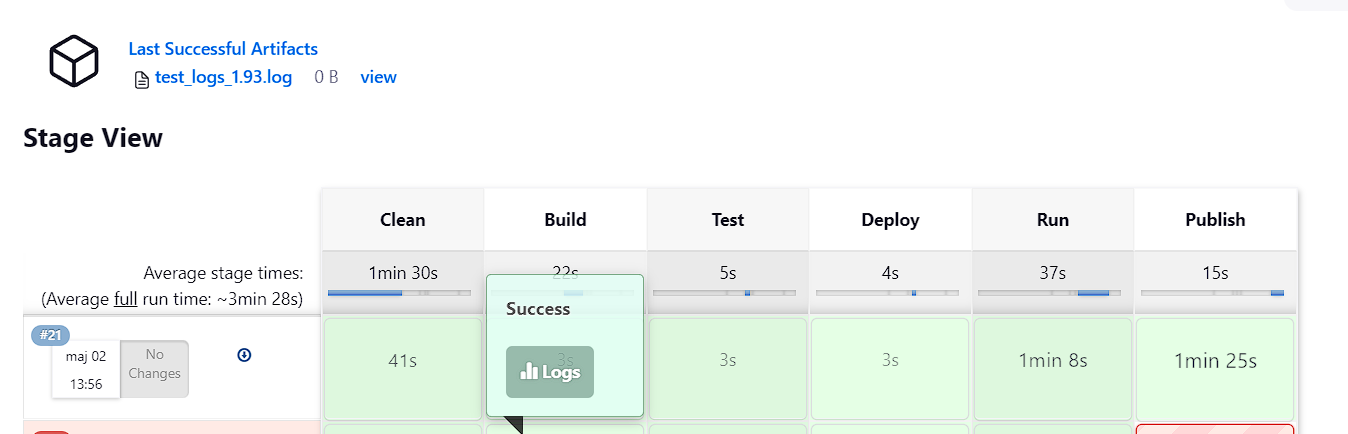 Last Successful Artifacts
test_logs_1.93.log 0 B view
Stage View
Clean Build Test Deploy Run Publish
Average stage times: 1min 30s 22s 5s 4s 37s 15s
(Average full run time: ~3min 28s)
Success
#21
maj 02
13:56
No
Changes
41s 3s 3s 3s 1min 8s 1min 25s
Logs